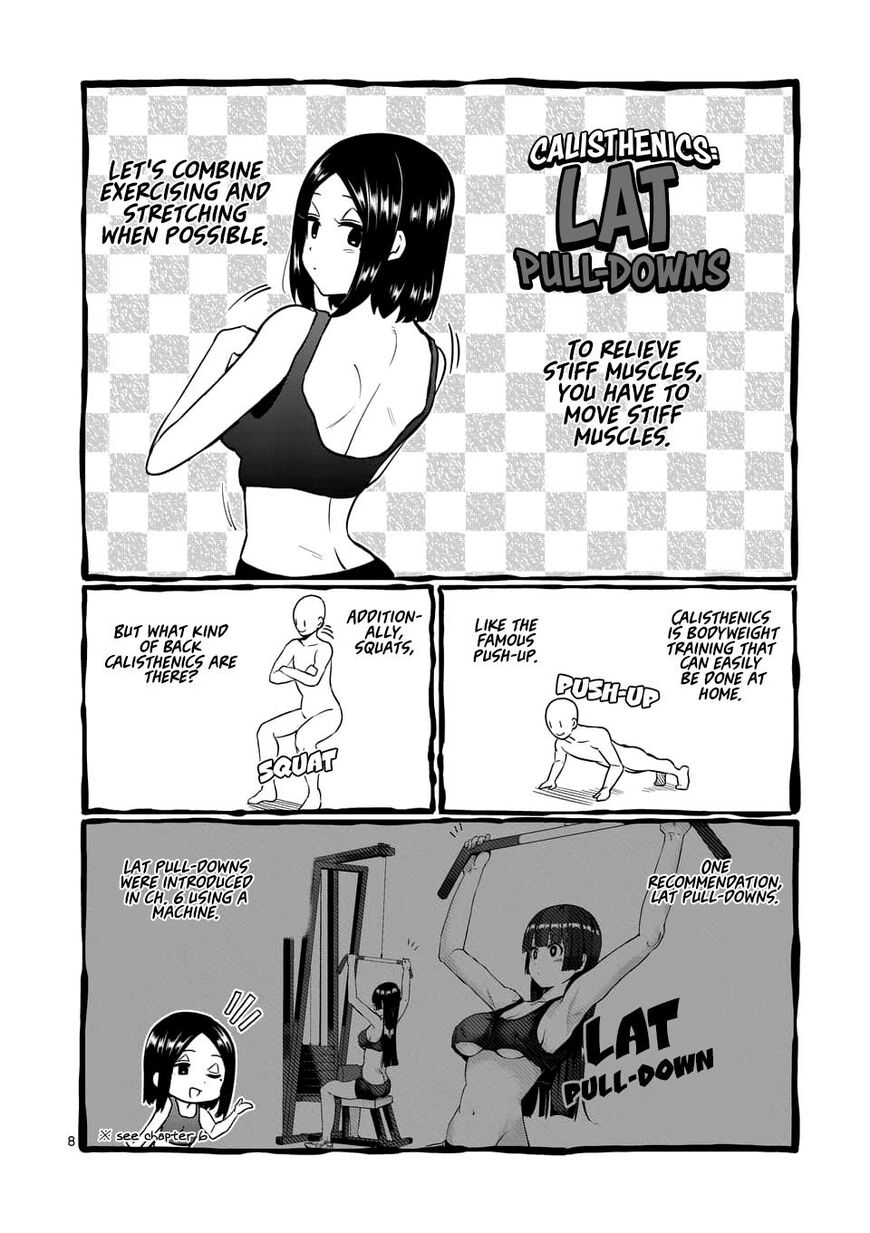 CALISTHENICS:
LAT
PULL-DOWNS
TO RELIEVE
STIFF MUSCLES,
YOU HAVE TO
MOVE STIFF
MUSCLES.
LET'S COMBINE
EXERCISING AND
STRETCHING
WHEN POSSIBLE.
CALISTHENICS
IS BODYWEIGHT
TRAINING THAT
CAN EASILY
BE DONE AT
HOME.
PUSH-UP
LIKE THE
FAMOUS
PUSH-UP.
ADDITION-
ALLY,
SQUATS,
SQUAT
BUT WHAT KIND
OF BACK
CALISTHENICS ARE
THERE?
ONE
RECOMMENDATION,
LAT PULL-DOWNS.
LAT
PULL-DOWN
LAT PULL-DOWNS
WERE INTRODUCED
IN CH. 6 USING A
MACHINE.
※ see chapter 6
8